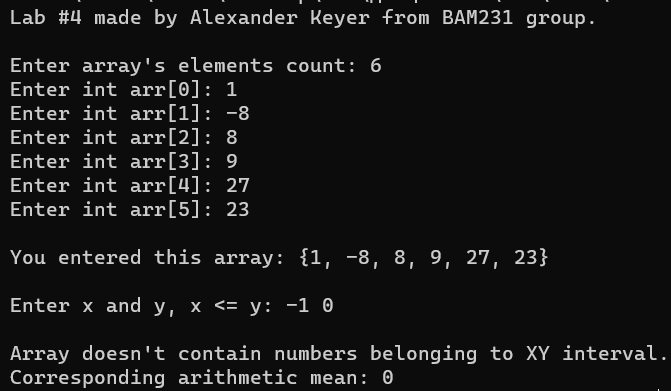 Lab #4 made by Alexander Keyer from BAM231 group.
Enter array's elements count: 6
Enter int arr[0]: 1
Enter int arr[1]: -8
Enter int arr[2]: 8
Enter int arr[3]: 9
Enter int arr[4]: 27
Enter int arr[5]: 23
You entered this array: {1, -8, 8, 9, 27, 23}
Enter x and y, x <= y: -1 0
Array doesn't contain numbers belonging to XY interval.
Corresponding arithmetic mean: 0